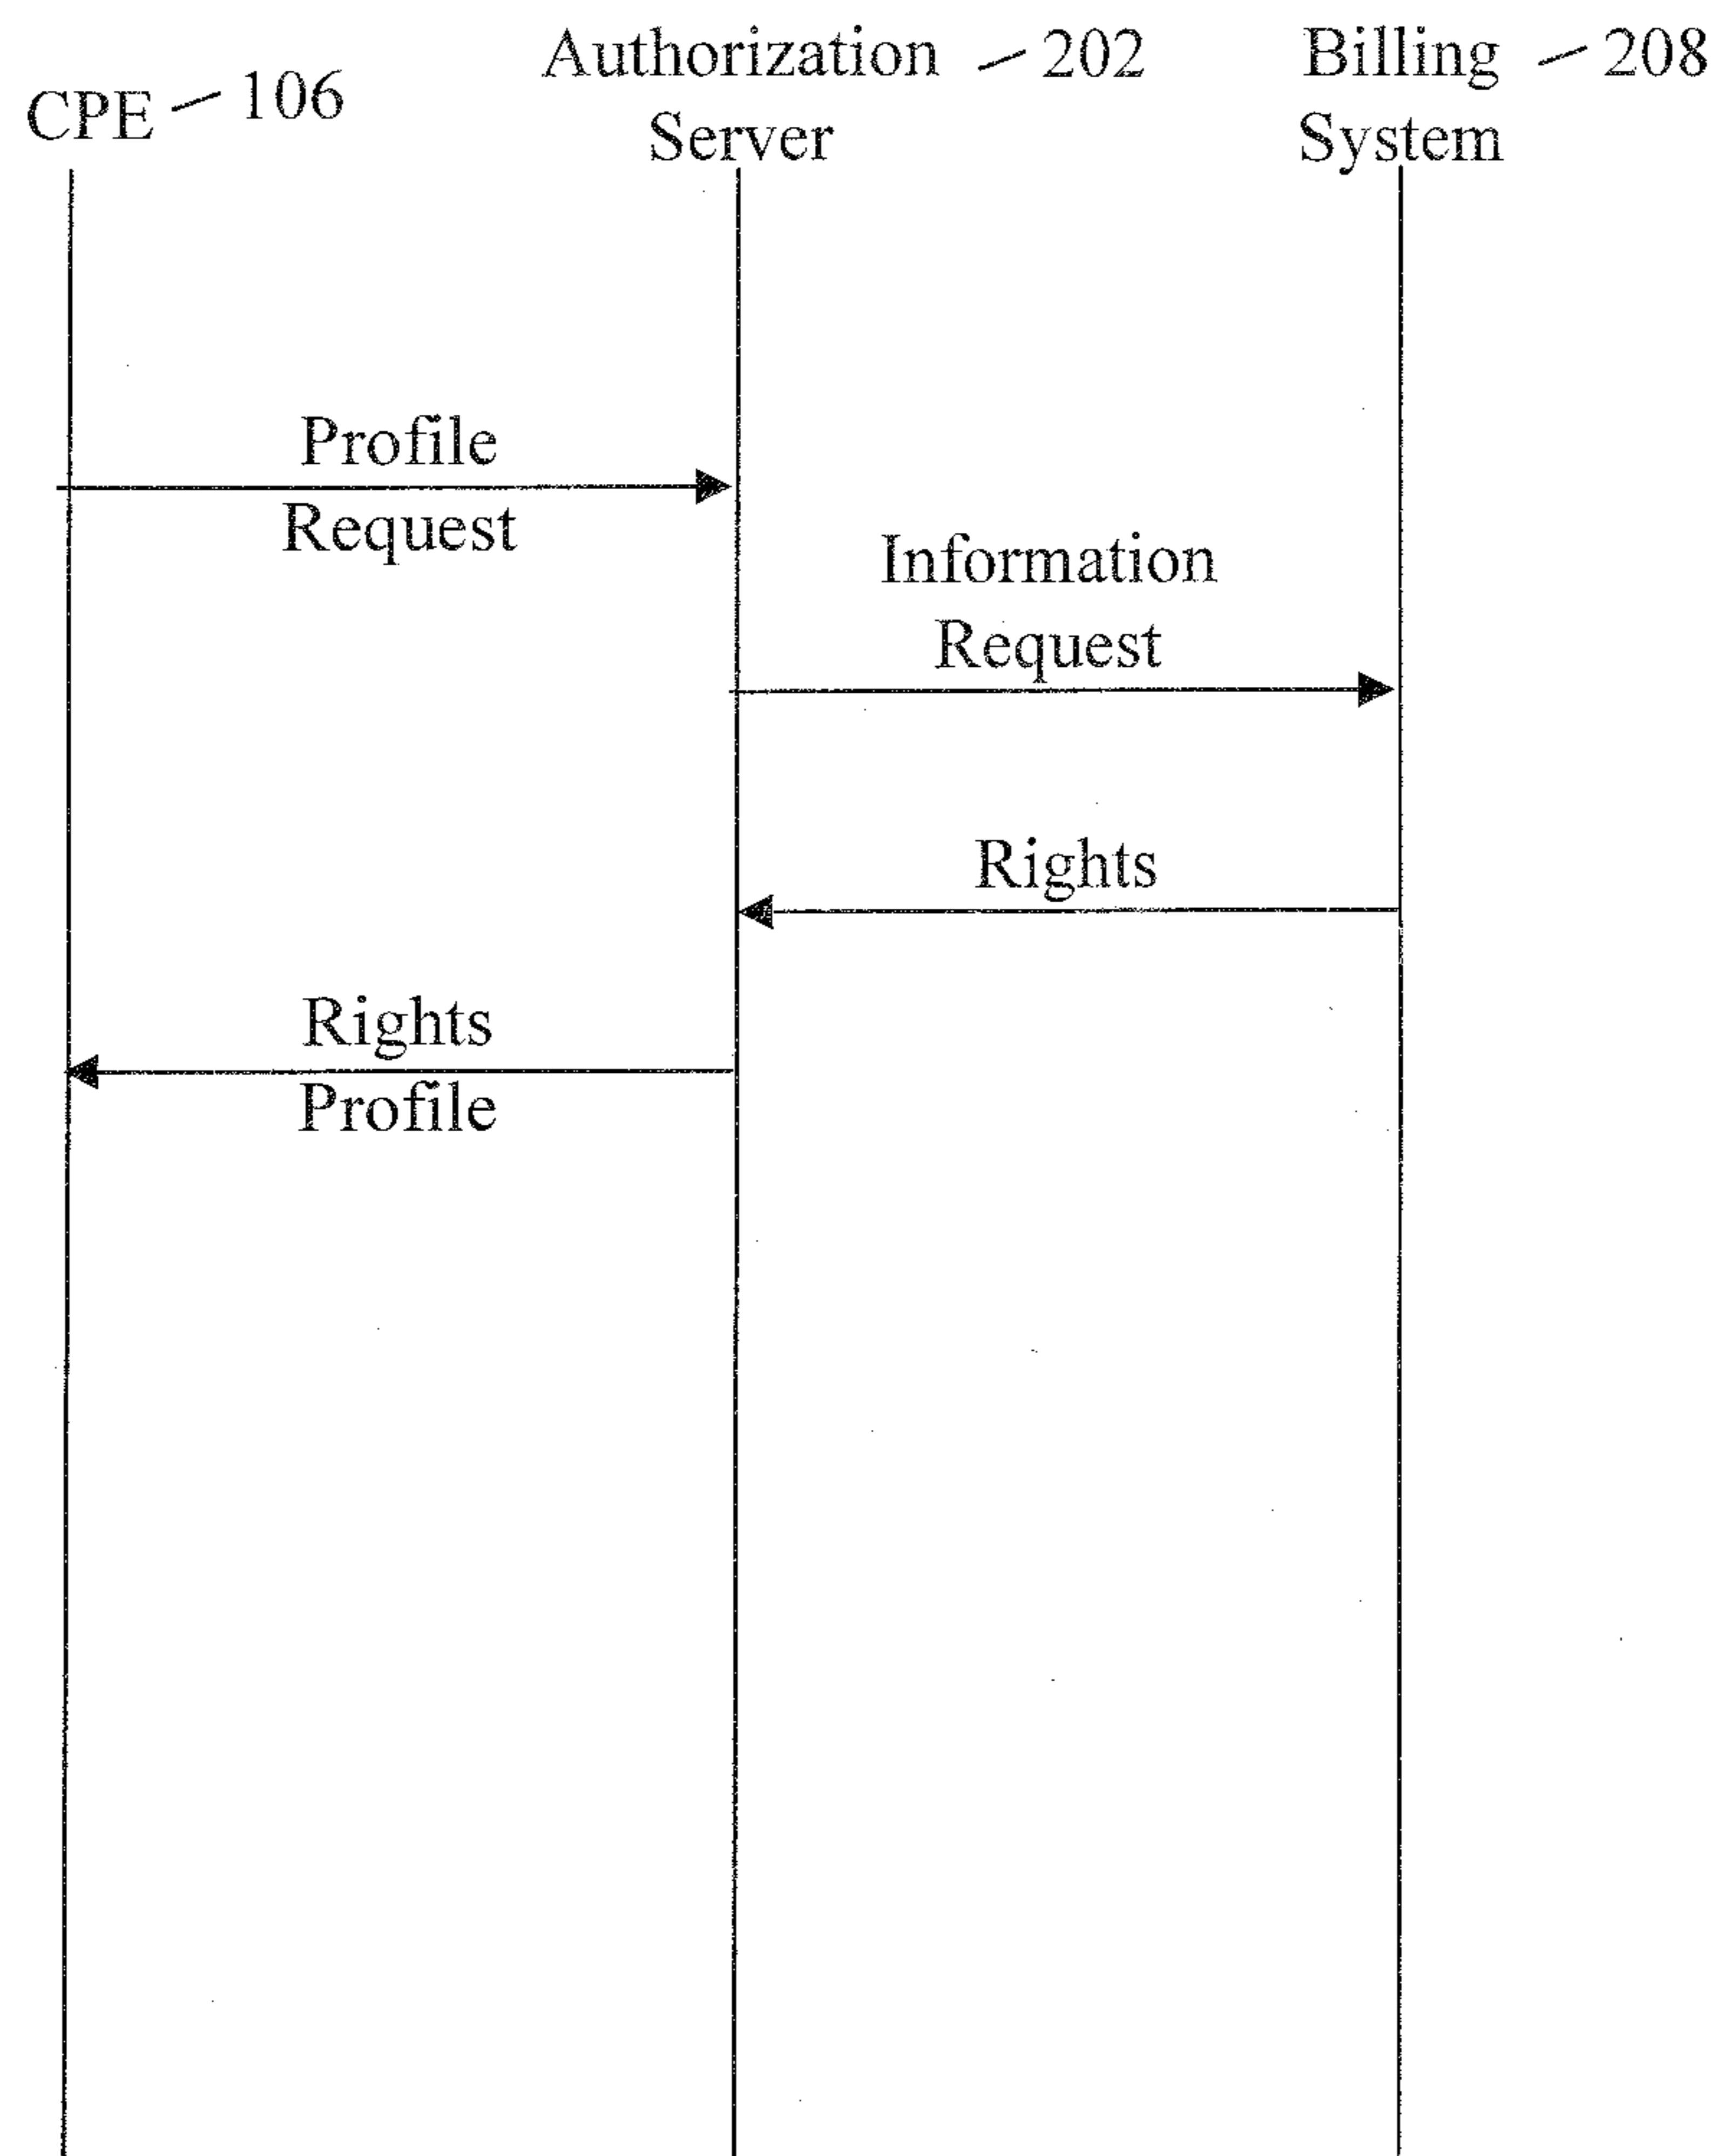 CPE 106
Authorization 202
Server
Billing 208
System
Profile
Request
Information
Request
Rights
Rights
Profile